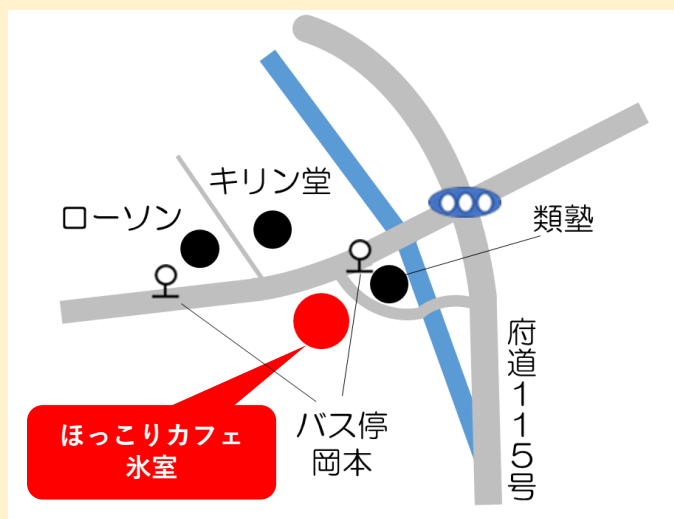 キリン堂
ローソン
類塾
府道115号
ほっこりカフェ
氷室
バス停
岡本